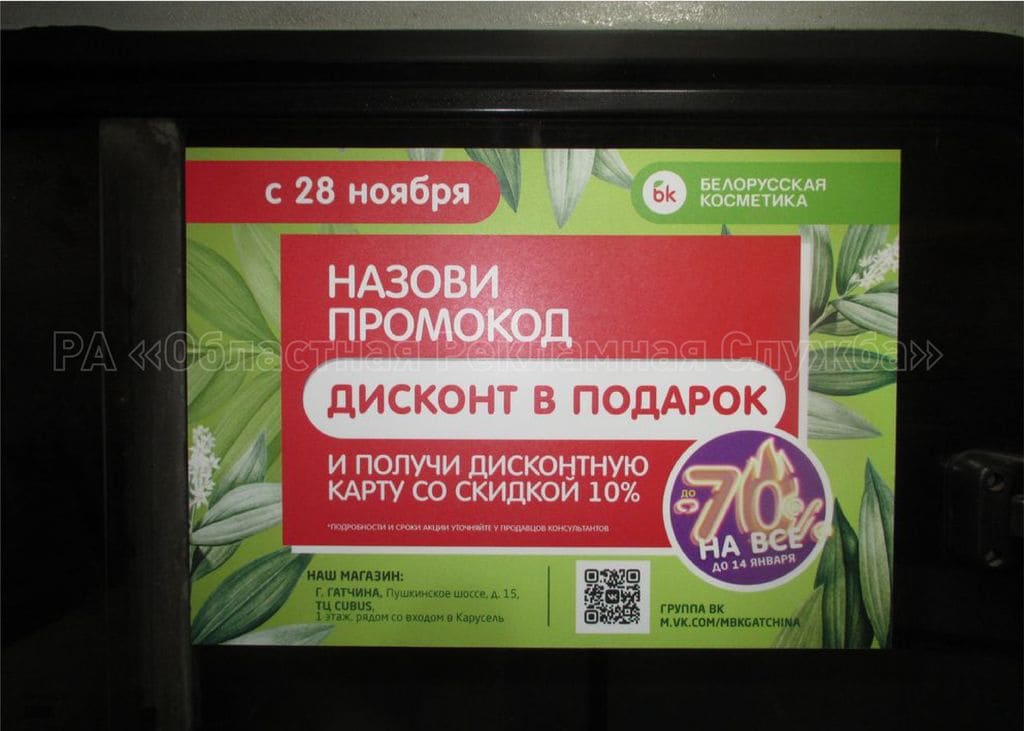 с 28 ноября
bk
БЕЛОРУССКАЯ
КОСМЕТИКА
НАЗОВИ
ПРОМОКОД
РА «Областная Рекламная Служба»
ДИСКОНТ В ПОДАРОК
И ПОЛУЧИ ДИСКОНТНУЮ
КАРТУ СО СКИДКОЙ 10%
*ПОДРОБНОСТИ И СРОКИ АКЦИИ УТОЧНЯЙТЕ У ПРОДАВЦОВ КОНСУЛЬТАНТОВ
ДО
70%
НА ВСЕ
ДО 14 ЯНВАРЯ
НАШ МАГАЗИН:
Г. ГАТЧИНА, Пушкинское шоссе, д. 15,
ТЦ CUBUS,
1 этаж, рядом со входом в Карусель
ГРУППА ВК
M.VK.COM/MBKGATCHINA